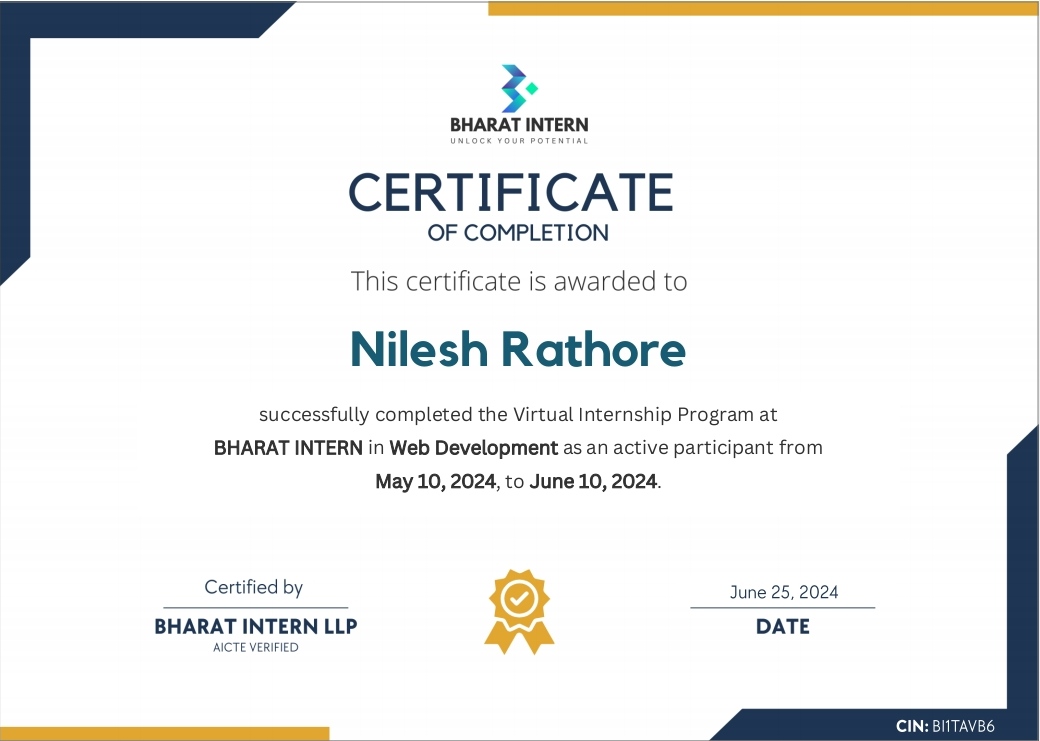 BHARAT INTERN
UNLOCK YOUR POTENTIAL
CERTIFICATE
OF COMPLETION
This certificate is awarded to
Nilesh Rathore
successfully completed the Virtual Internship Program at
BHARAT INTERN in Web Development as an active participant from
May 10, 2024, to June 10, 2024.
Certified by
BHARAT INTERN LLP
AICTE VERIFIED
June 25, 2024
DATE
CIN: BI1TAVB6